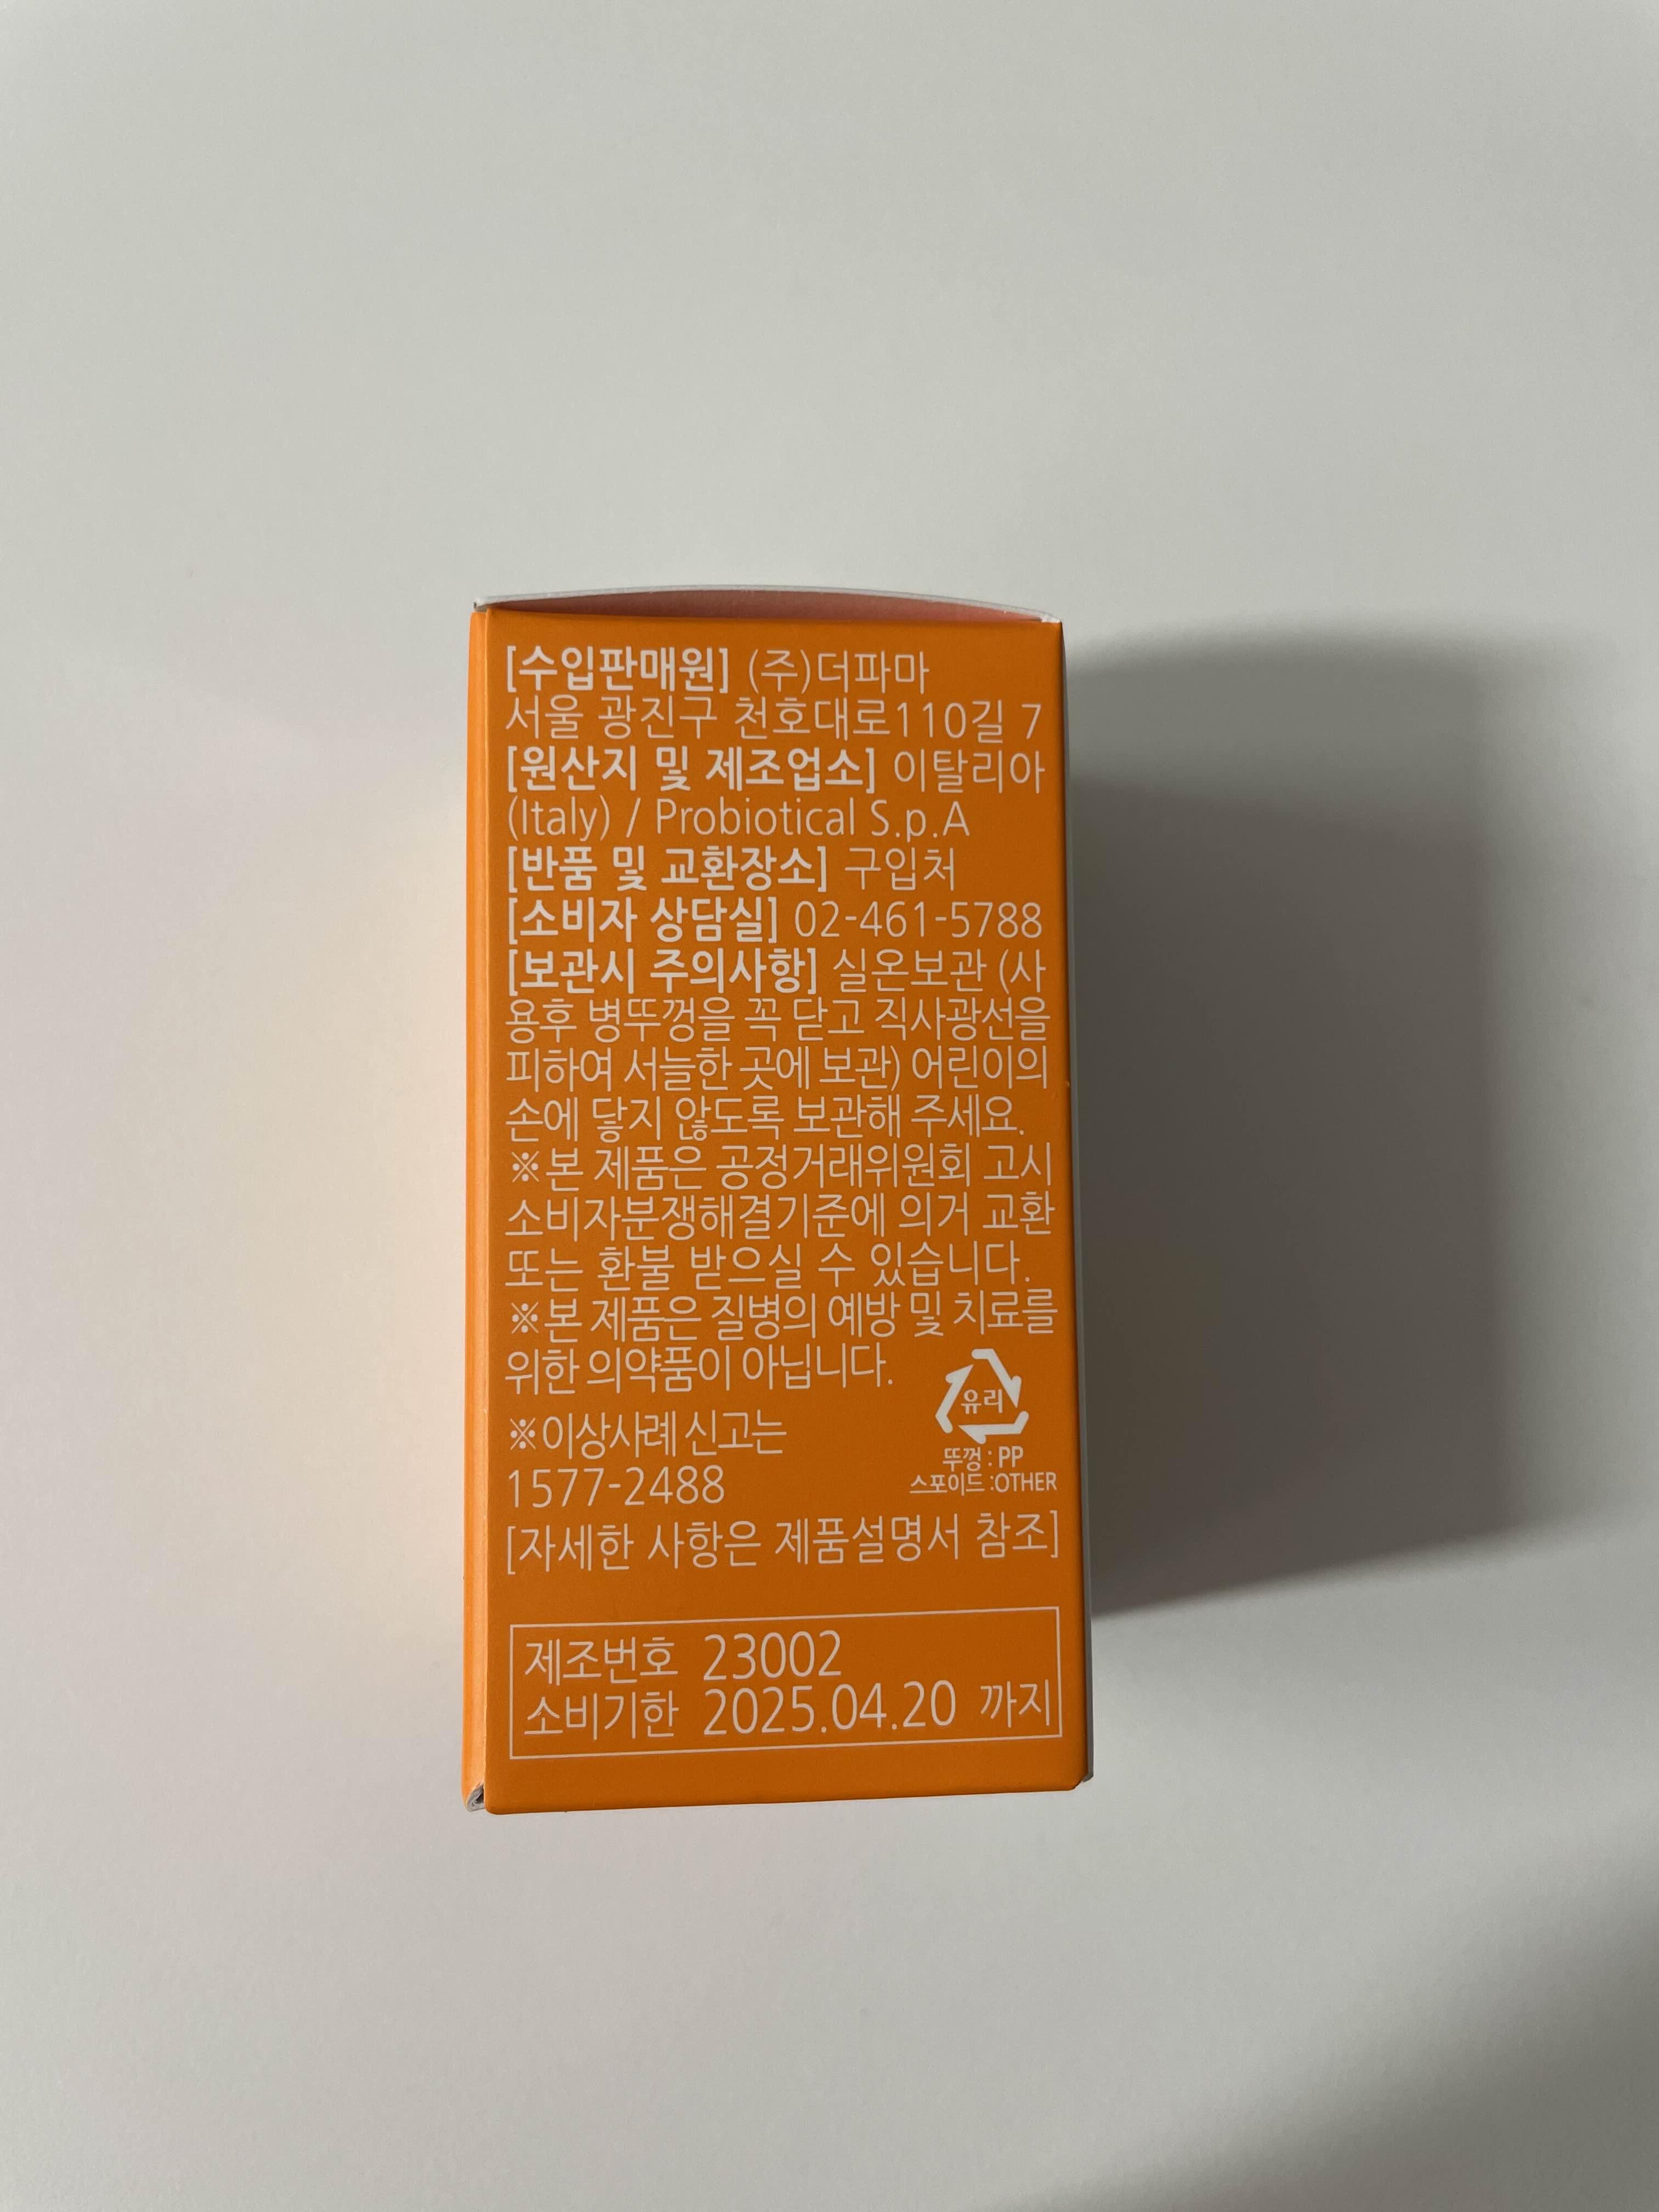 [수입판매원] (주)더파마
서울 광진구 천호대로110길 7
[원산지 및 제조업소] 이탈리아
(Italy) / Probiotical S.p.A
[반품 및 교환장소] 구입처
[소비자 상담실] 02-461-5788
[보관시 주의사항] 실온보관 (사
용후 병뚜껑을 꼭 닫고 직사광선을
피하여 서늘한 곳에 보관) 어린이의
손에 닿지 않도록 보관해 주세요.
※본 제품은 공정거래위원회 고시
소비자분쟁해결기준에 의거 교환
또는 환불 받으실 수 있습니다.
※본 제품은 질병의 예방 및 치료를
위한 의약품이 아닙니다.
※이상사례 신고는
1577-2488
유리
뚜껑 : PP
스포이드 :OTHER
[자세한 사항은 제품설명서 참조]
제조번호 23002
소비기한 2025.04.20 까지